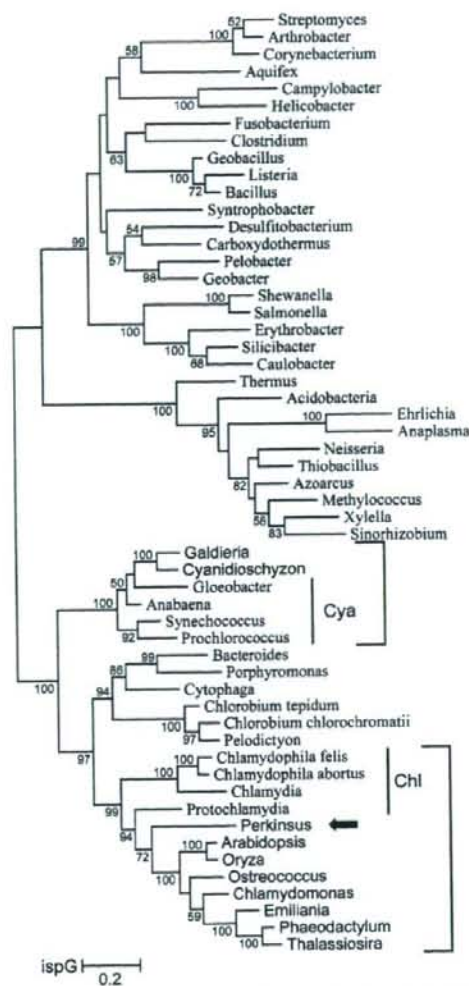 52 Streptomyces
100 Arthrobacter
58 Corynebacterium
Aquifex
Campylobacter
100 Helicobacter
Fusobacterium
63 Clostridium
Geobacillus
100 Listeria
72 Bacillus
Syntrophobacter
54 Desulfitobacterium
99 Carboxydothermus
57 Pelobacter
98 Geobacter
Shewanella
100 Salmonella
100 Erythrobacter
100 Silicibacter
88 Caulobacter
Thermus
100 Acidobacteria
100 Ehrlichia
95 Anaplasma
Neisseria
82 Thiobacillus
Azoarcus
56 Methylococcus
83 Xylella
Sinorhizobium
100 Galdieria
50 Cyanidioschyzon
Gloeobacter
100 Anabaena
Cya
Synechococcus
92 Prochlorococcus
99 Bacteroides
86 Porphyromonas
100 94 Cytophaga
Chlorobium tepidum
100 Chlorobium chlorochromatii
97 Pelodictyon
97 Chlamydophila felis
100 Chlamydophila abortus
100 Chlamydia
Chl
99 Protochlamydia
94 Perkinsus
72 Arabidopsis
100 100 Oryza
Ostreococcus
Chlamydomonas
59 Emiliania
100 Phaeodactylum
100 Thalassiosira
ispG
0.2